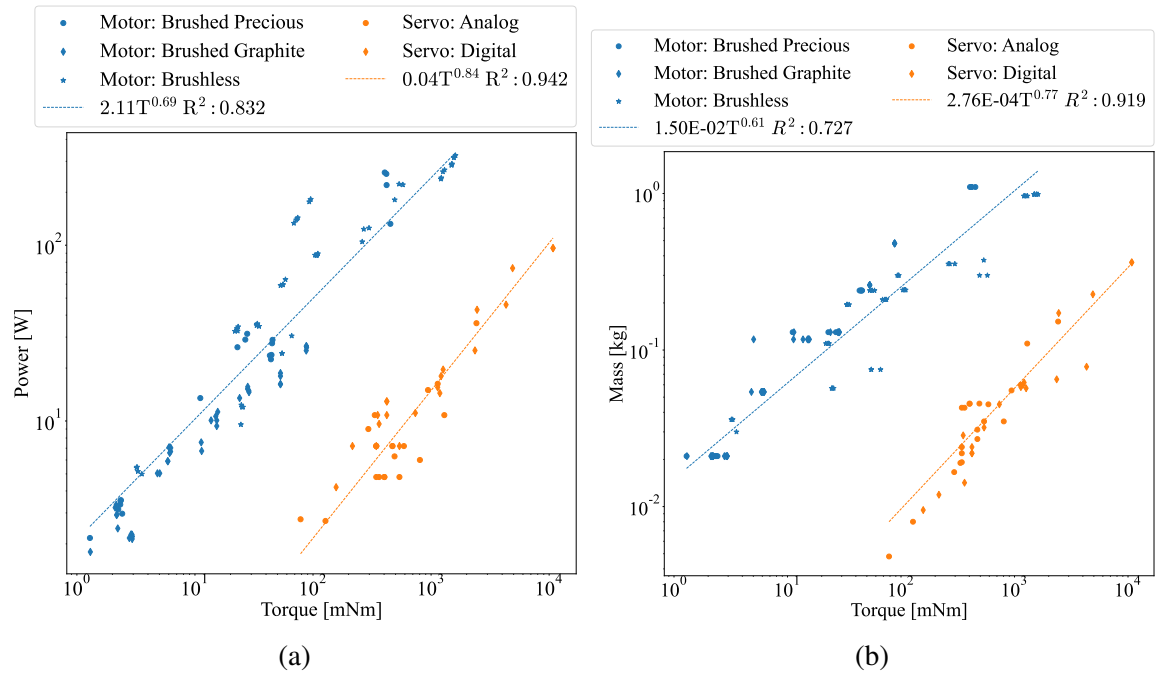 Motor: Brushed Precious
Motor: Brushed Graphite
Motor: Brushless
2.11T^0.69 R^2 : 0.832
Servo: Analog
Servo: Digital
0.04T^0.84 R^2 : 0.942
Power [W]
10^2
10^1
10^0
10^1
10^2
10^3
10^4
Torque [mNm]
(a)
Motor: Brushed Precious
Motor: Brushed Graphite
Motor: Brushless
1.50E-02T^0.61 R^2 : 0.727
Servo: Analog
Servo: Digital
2.76E-04T^0.77 R^2 : 0.919
Mass [kg]
10^0
10^-1
10^-2
10^0
10^1
10^2
10^3
10^4
Torque [mNm]
(b)